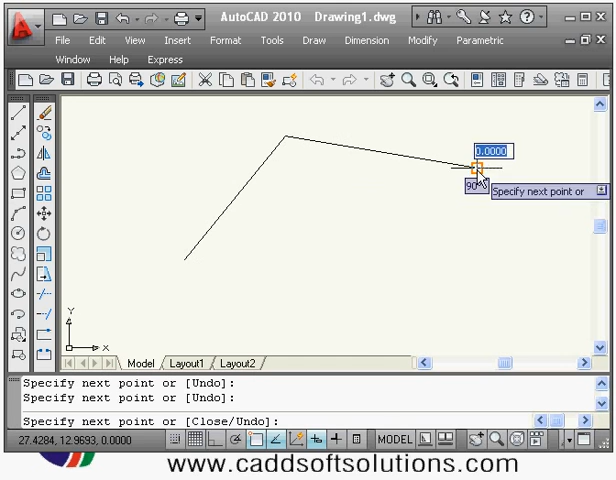 AutoCAD 2010 Drawing1.dwg
File Edit View Insert Format Tools Draw Dimension Modify Parametric
Window Help Express
0.0000
90°
Specify next point or
Y
X
Model Layout1 Layout2
Specify next point or [Undo]:
Specify next point or [Undo]:
Specify next point or [Close/Undo]:
27.4284, 12.9693, 0.0000 MODEL
www.caddsoftsolutions.com